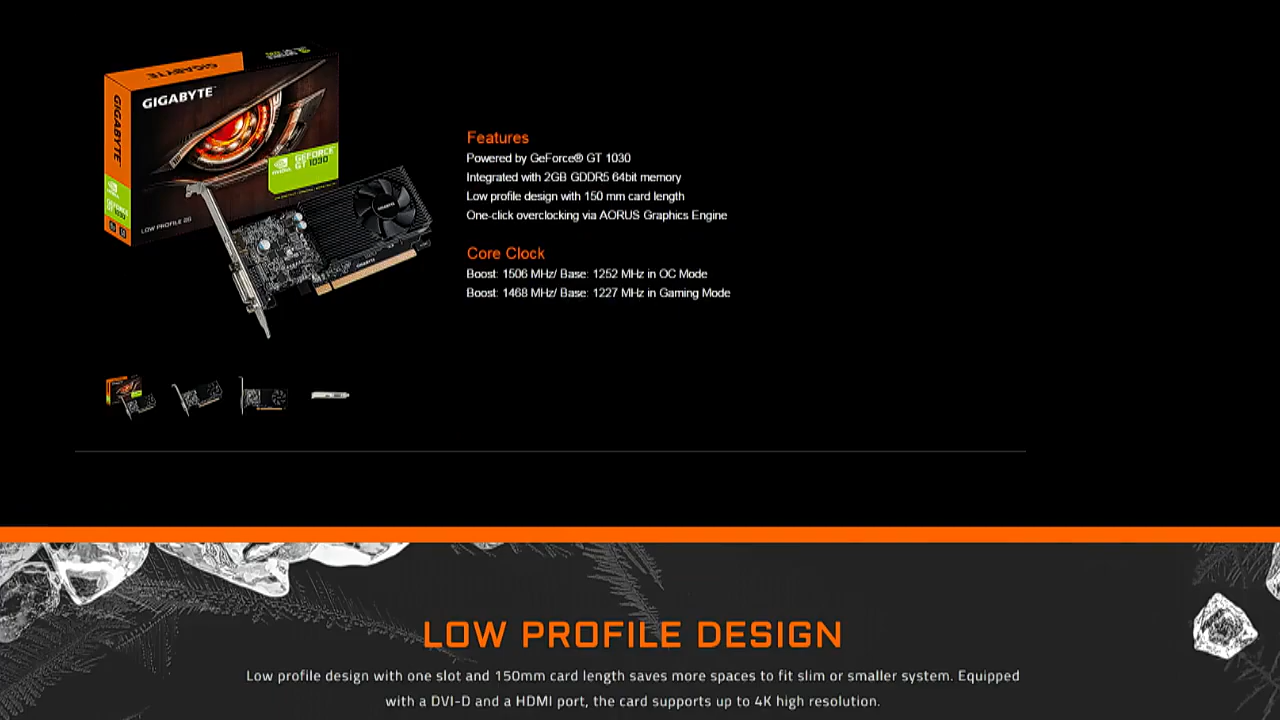 GIGABYTE
GIGABYTE
GIGABYTE
GEFORCE
GT 1030
NVIDIA
LOW PROFILE 2G
Features
Powered by GeForce® GT 1030
Integrated with 2GB GDDR5 64bit memory
Low profile design with 150 mm card length
One-click overclocking via AORUS Graphics Engine
Core Clock
Boost: 1506 MHz/ Base: 1252 MHz in OC Mode
Boost: 1468 MHz/ Base: 1227 MHz in Gaming Mode
LOW PROFILE DESIGN
Low profile design with one slot and 150mm card length saves more spaces to fit slim or smaller system. Equipped
with a DVI-D and a HDMI port, the card supports up to 4K high resolution.